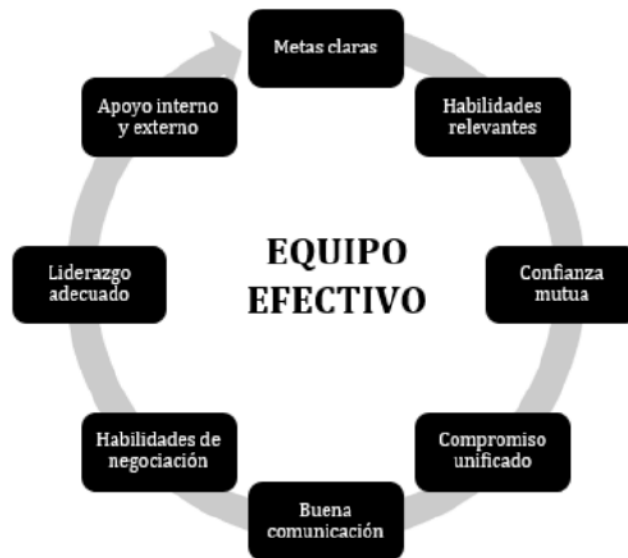 Metas claras
Habilidades
relevantes
Confianza
mutua
Compromiso
unificado
Buena
comunicación
Habilidades de
negociación
Liderazgo
adecuado
Apoyo interno
y externo
EQUIPO
EFECTIVO